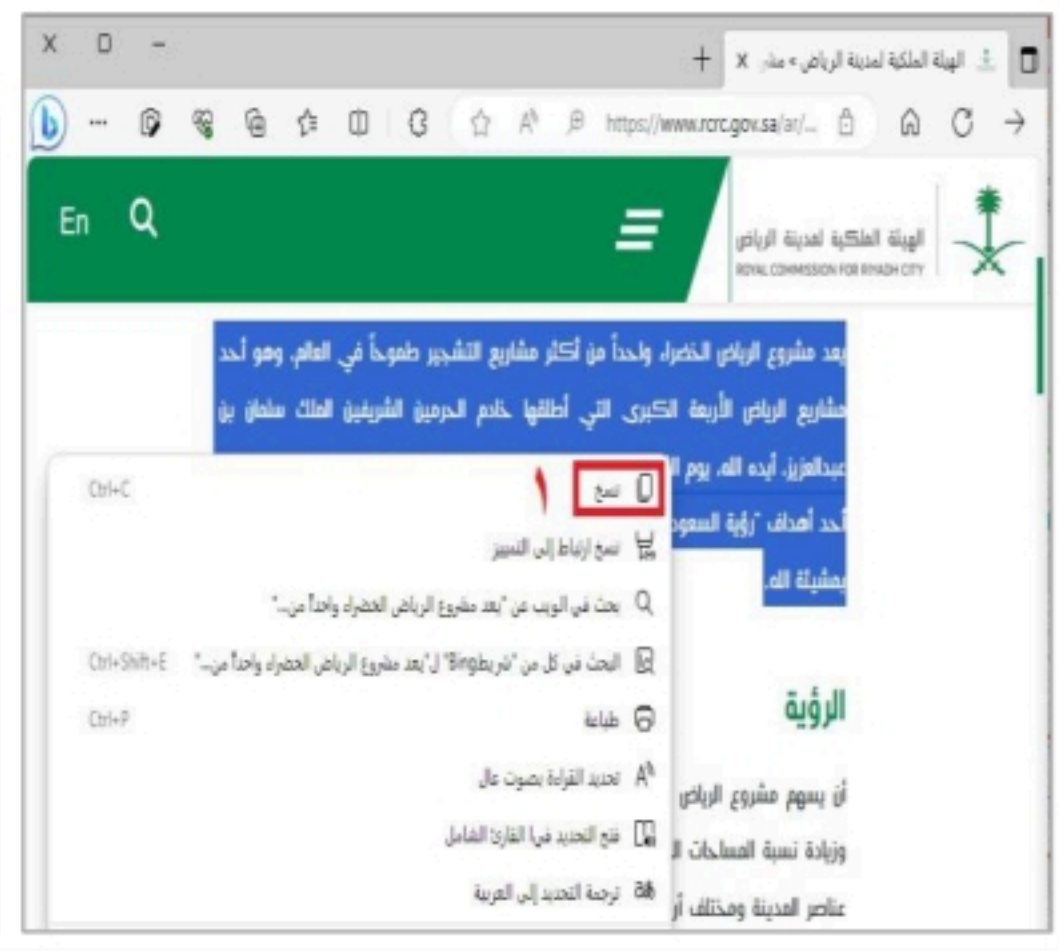 الهيئة الملكية لمدينة الرياض » مشر
https://www.rcrc.gov.sa/ar/...
En
الهيئة الملكية لمدينة الرياض
ROYAL COMMISSION FOR RIYADH CITY
يعد مشروع الرياض الخضراء واحداً من أكثر مشاريع التشجير طموحاً في العالم، وهو أحد
مشاريع الرياض الأربعة الكبرى التي أطلقها خادم الحرمين الشريفين الملك سلمان بن
عبدالعزيز، أيده الله، يوم ال
أحد أهداف "رؤية السعود
بمشيئة الله.
نسخ Ctrl+C
١
نسخ ارتباط إلى التمييز
بحث في الويب عن "يعد مشروع الرياض الخضراء واحداً من..."
البحث في كل من "شريطBing" ل"يعد مشروع الرياض الخضراء واحداً من..." Ctrl+Shift+E
طباعة Ctrl+P
تحديد القراءة بصوت عال
فتح التحديد في القارئ الشامل
ترجمة التحديد إلى العربية
الرؤية
أن يسهم مشروع الرياض
وزيادة نسبة المساحات ال
عناصر المدينة ومختلف أر